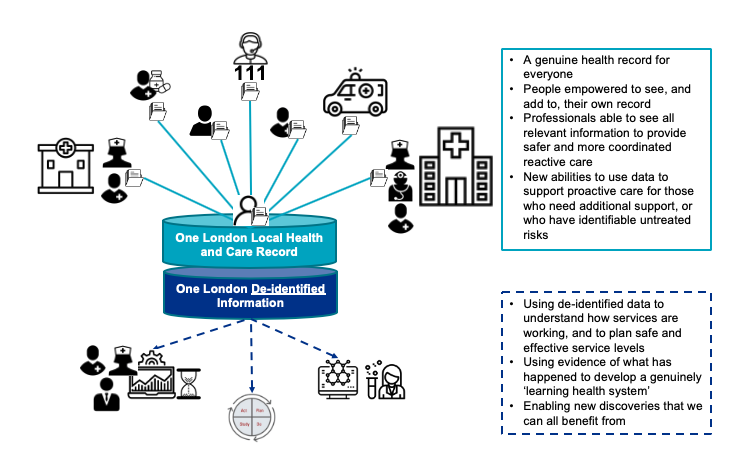 111
One London Local Health
and Care Record
One London De-identified
Information
Act Plan
Study Do
• A genuine health record for
everyone
• People empowered to see, and
add to, their own record
• Professionals able to see all
relevant information to provide
safer and more coordinated
reactive care
• New abilities to use data to
support proactive care for those
who need additional support, or
who have identifiable untreated
risks
• Using de-identified data to
understand how services are
working, and to plan safe and
effective service levels
• Using evidence of what has
happened to develop a genuinely
‘learning health system’
• Enabling new discoveries that we
can all benefit from